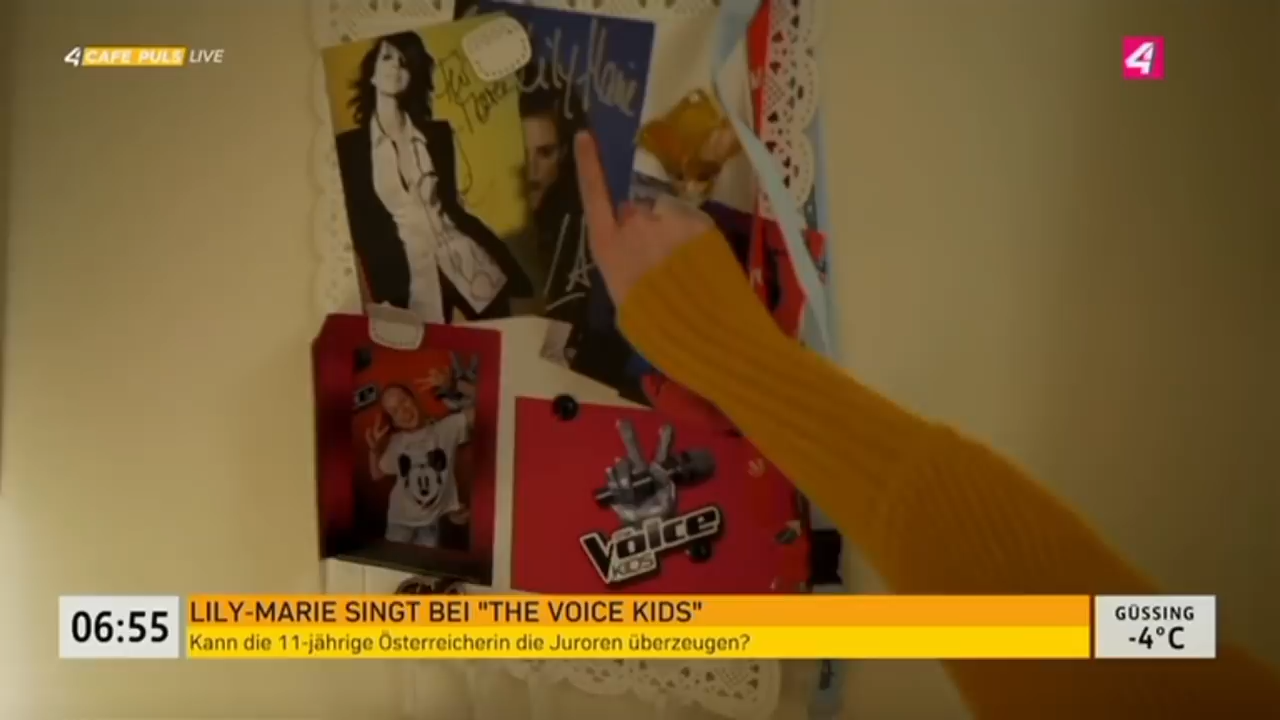 4 CAFE PULS LIVE
4
Lily Marie
The
Voice
KIDS
06:55
LILY-MARIE SINGT BEI "THE VOICE KIDS"
Kann die 11-jährige Österreicherin die Juroren überzeugen?
GÜSSING
-4°C